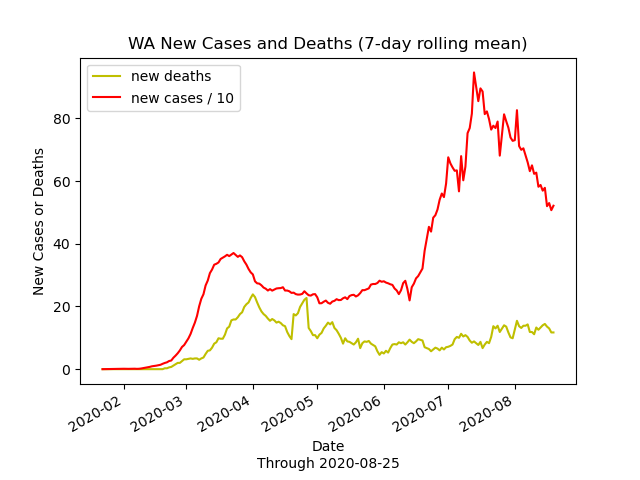 WA New Cases and Deaths (7-day rolling mean)
new deaths
new cases / 10
New Cases or Deaths
80
60
40
20
0
2020-02
2020-03
2020-04
2020-05
2020-06
2020-07
2020-08
Date
Through 2020-08-25